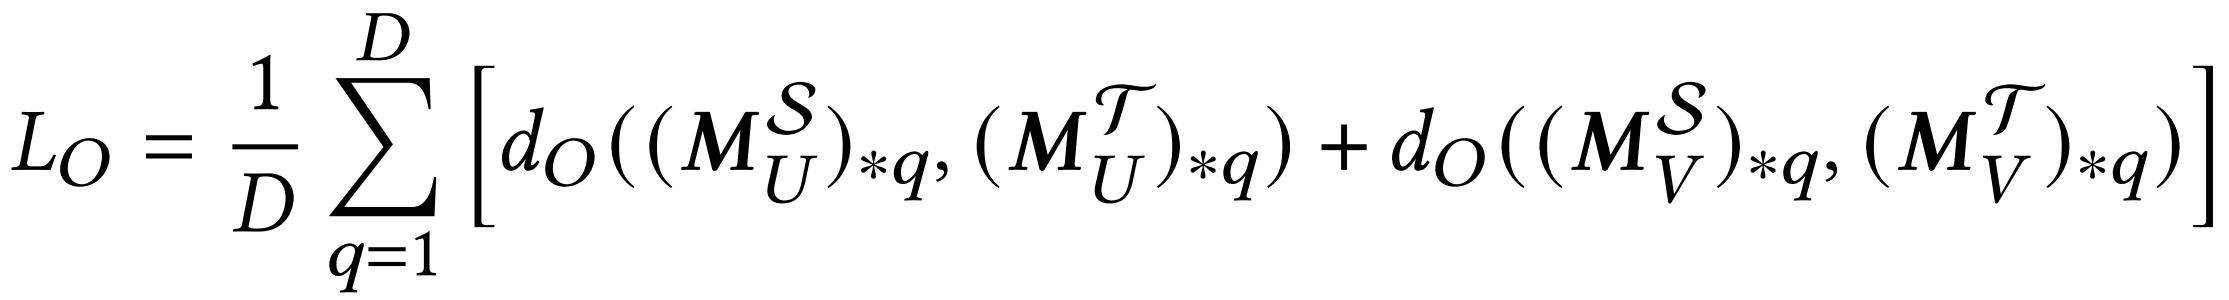 L_O = \frac{1}{D} \sum_{q=1}^{D} \left[ d_O((\boldsymbol{M}_U^{\mathcal{S}})_{*q}, (\boldsymbol{M}_U^{\mathcal{T}})_{*q}) + d_O((\boldsymbol{M}_V^{\mathcal{S}})_{*q}, (\boldsymbol{M}_V^{\mathcal{T}})_{*q}) \right]